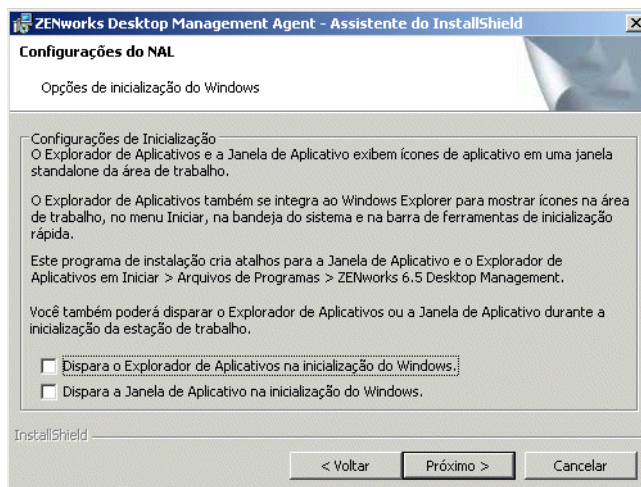 ZENworks Desktop Management Agent - Assistente do InstallShield
Configurações do NAL
Opções de inicialização do Windows
Configurações de Inicialização
O Explorador de Aplicativos e a Janela de Aplicativo exibem ícones de aplicativo em uma janela
standalone da área de trabalho.
O Explorador de Aplicativos também se integra ao Windows Explorer para mostrar ícones na área
de trabalho, no menu Iniciar, na bandeja do sistema e na barra de ferramentas de inicialização
rápida.
Este programa de instalação cria atalhos para a Janela de Aplicativo e o Explorador de
Aplicativos em Iniciar > Arquivos de Programas > ZENworks 6.5 Desktop Management.
Você também poderá disparar o Explorador de Aplicativos ou a Janela de Aplicativo durante a
inicialização da estação de trabalho.
Dispara o Explorador de Aplicativos na inicialização do Windows.
Dispara a Janela de Aplicativo na inicialização do Windows.
InstallShield
< Voltar
Próximo >
Cancelar